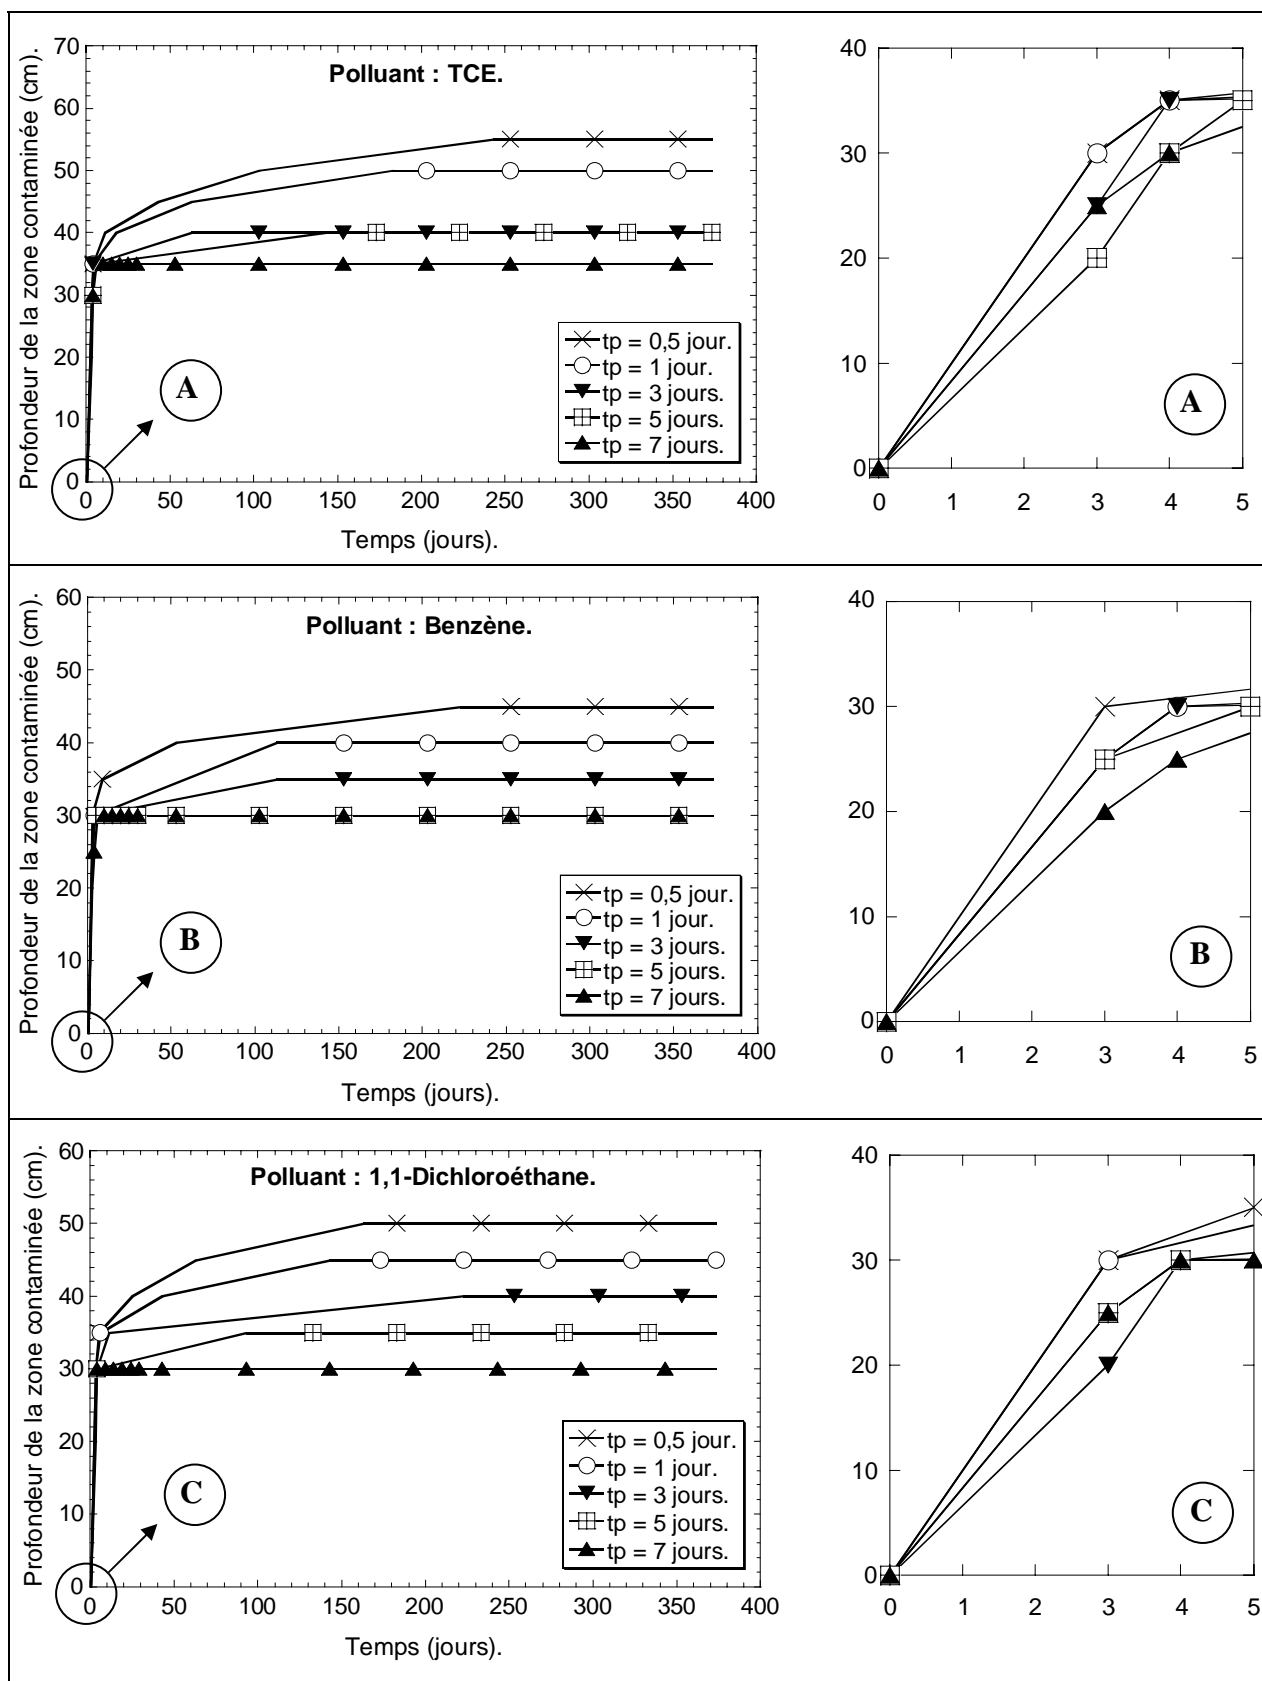 Profondeur de la zone contaminée (cm).
70
60
50
40
30
20
10
0
Polluant : TCE.
tp = 0,5 jour.
tp = 1 jour.
tp = 3 jours.
tp = 5 jours.
tp = 7 jours.
A
0 50 100 150 200 250 300 350 400
Temps (jours).
40
30
20
10
0
A
0 1 2 3 4 5
Profondeur de la zone contaminée (cm).
60
50
40
30
20
10
0
Polluant : Benzène.
tp = 0,5 jour.
tp = 1 jour.
tp = 3 jours.
tp = 5 jours.
tp = 7 jours.
B
0 50 100 150 200 250 300 350 400
Temps (jours).
40
30
20
10
0
B
0 1 2 3 4 5
Profondeur de la zone contaminée (cm).
60
50
40
30
20
10
0
Polluant : 1,1-Dichloroéthane.
tp = 0,5 jour.
tp = 1 jour.
tp = 3 jours.
tp = 5 jours.
tp = 7 jours.
C
0 50 100 150 200 250 300 350 400
Temps (jours).
40
30
20
10
0
C
0 1 2 3 4 5